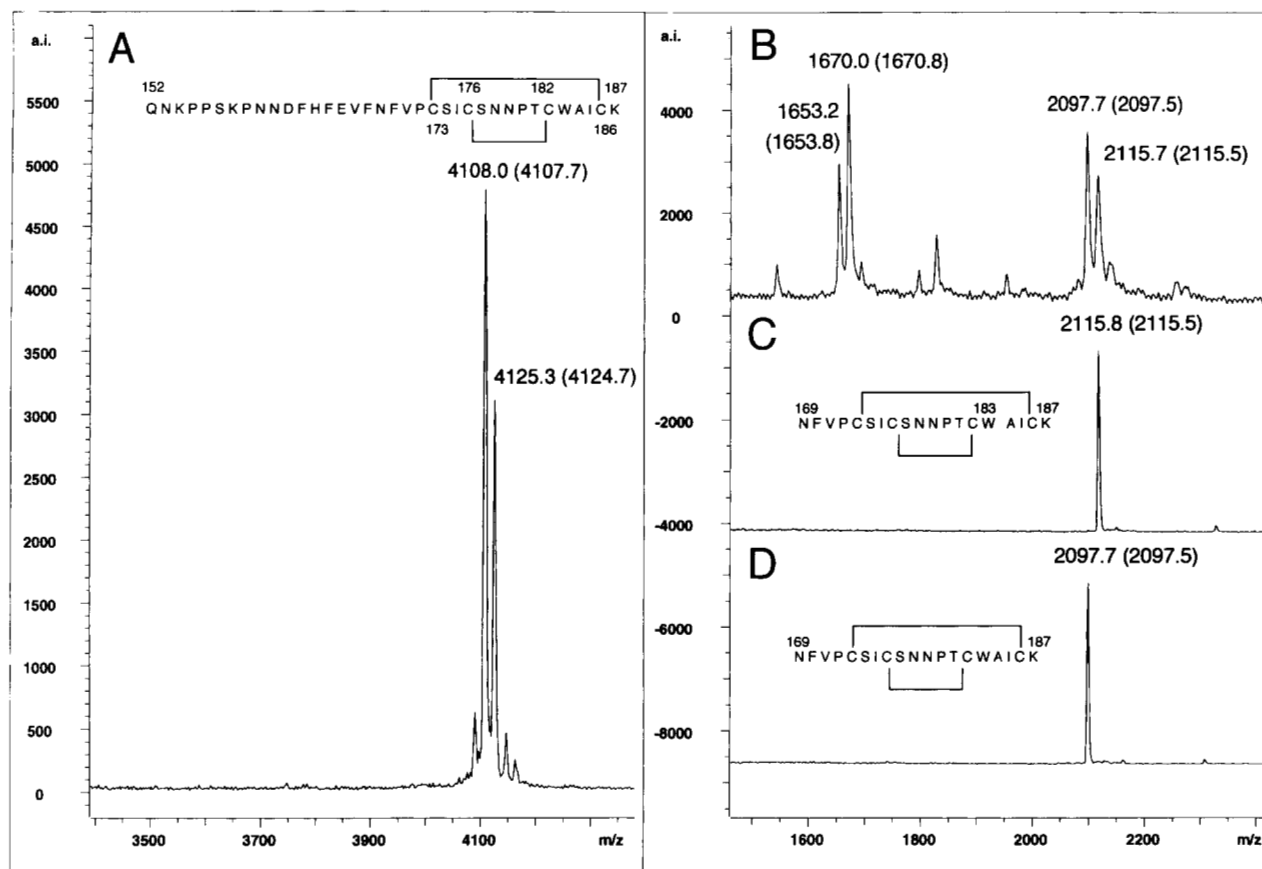 A
a.i.
5500
5000
4500
4000
3500
3000
2500
2000
1500
1000
500
0
152
176 182 187
QNKPPSKPNNDFHFEVFNFVPCSICSNNPTCWAICK
173 186
4108.0 (4107.7)
4125.3 (4124.7)
3500 3700 3900 4100 m/z
B
a.i.
4000
2000
0
-2000
-4000
-6000
-8000
1670.0 (1670.8)
1653.2
(1653.8)
2097.7 (2097.5)
2115.7 (2115.5)
C
2115.8 (2115.5)
169 183 187
NFVPCSICSNNPTCW AICK
D
2097.7 (2097.5)
169 187
NFVPCSICSNNPTCWAICK
1600 1800 2000 2200 m/z